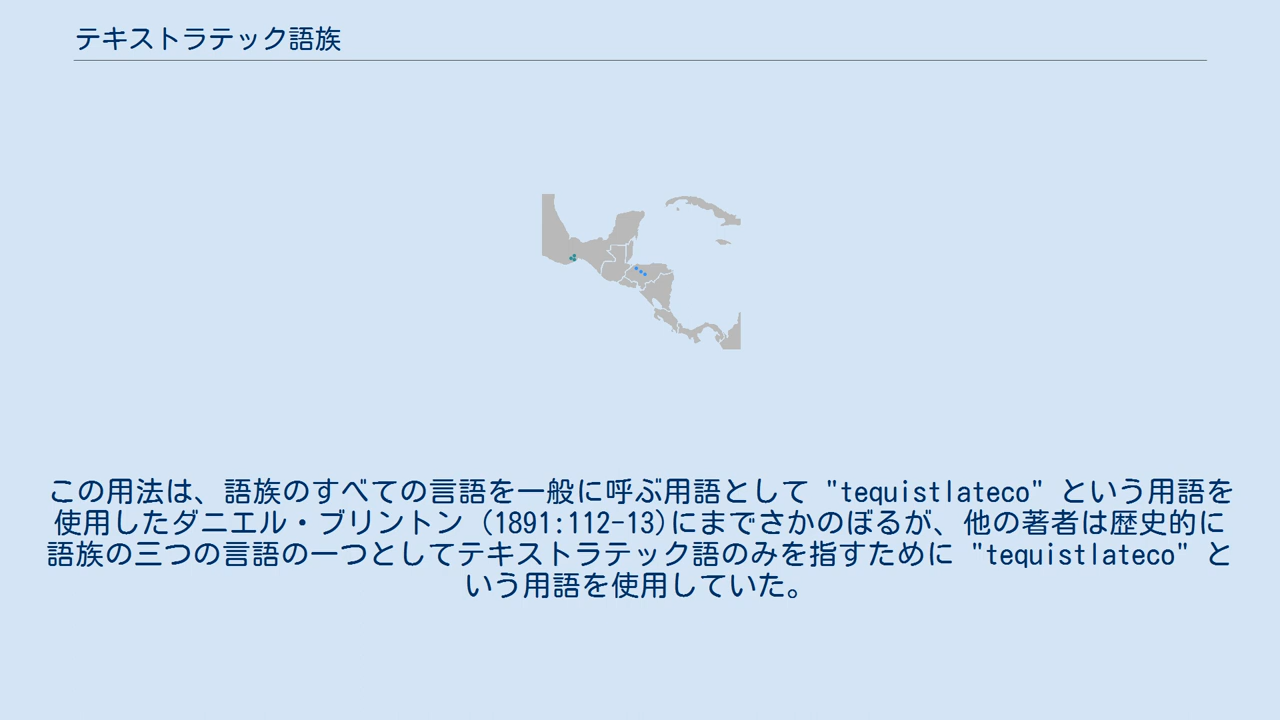 テキストラテック語族
この用法は、語族のすべての言語を一般に呼ぶ用語として "tequistlateco" という用語を
使用したダニエル・ブリントン (1891:112-13)にまでさかのぼるが、他の著者は歴史的に
語族の三つの言語の一つとしてテキストラテック語のみを指すために "tequistlateco" と
いう用語を使用していた。